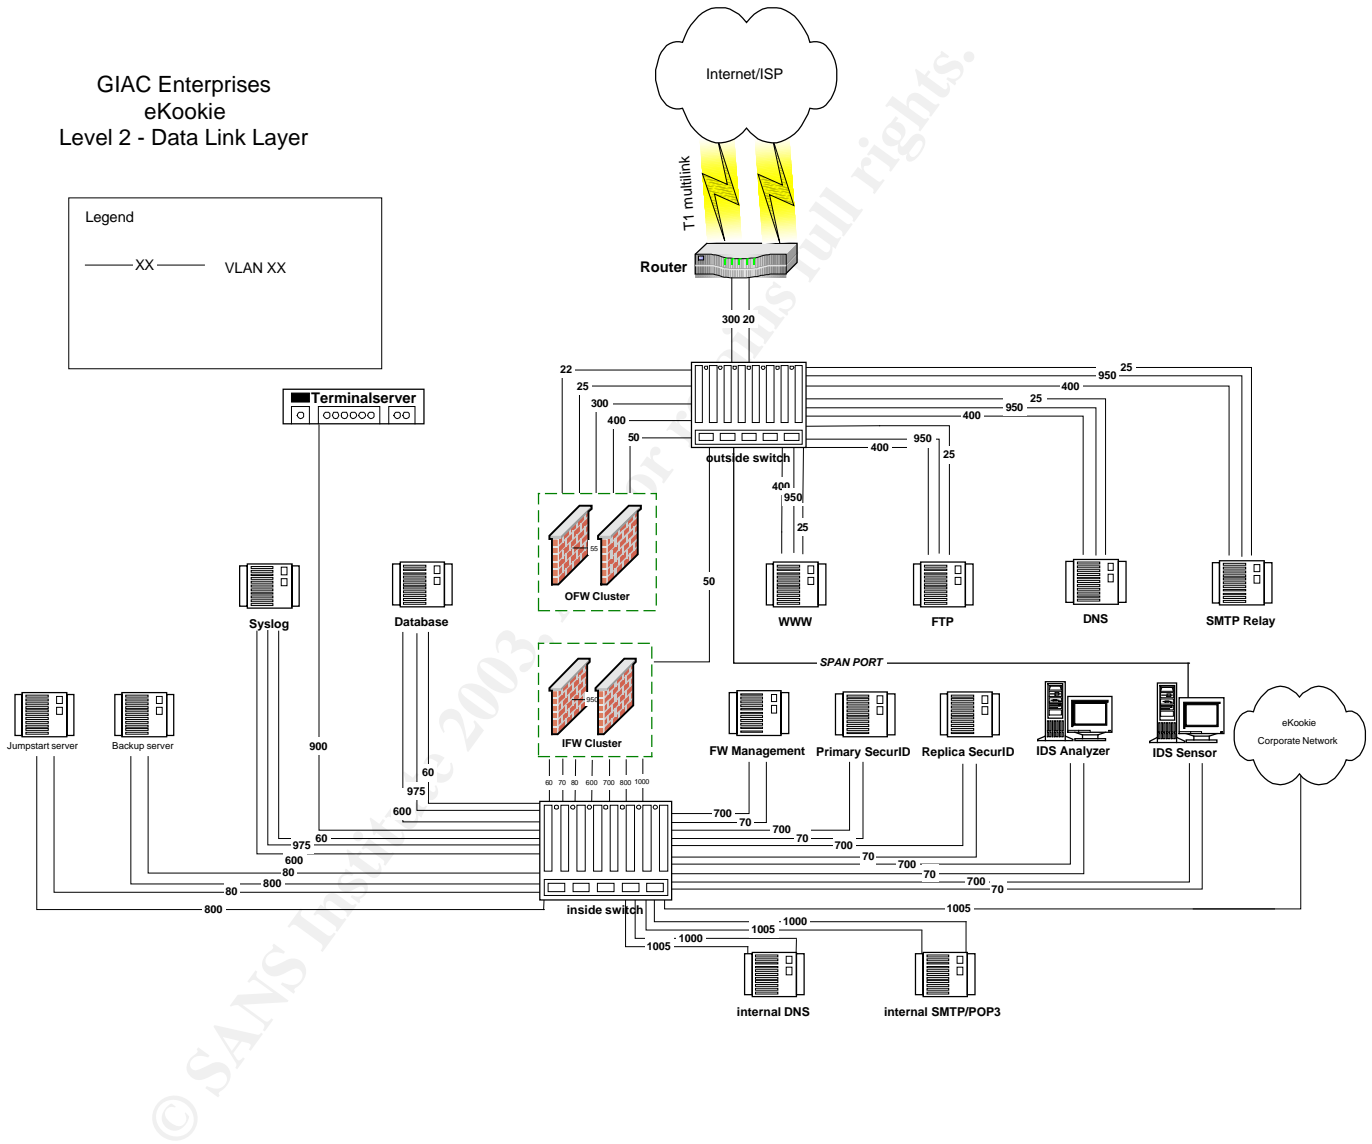 GIAC Enterprises
eKookie
Level 2 - Data Link Layer
Legend
XX
VLAN XX
Internet/ISP
T1 multilink
Router
300 20
22
25
300
400
50
outside switch
25
950
400
25
950
400
950
400
25
400
950
25
50
Terminalserver
55
OFW Cluster
WWW
FTP
DNS
SMTP Relay
Syslog
Database
SPAN PORT
950
IFW Cluster
Jumpstart server
Backup server
FW Management
Primary SecurID
Replica SecurID
IDS Analyzer
IDS Sensor
eKookie
Corporate Network
900
60
975
600
60 70 80 600 700 800 1000
60
975
600
80
800
80
800
700
70
700
70
700
70
700
70
700
70
inside switch
1005
1000
1005
1000
1005
internal DNS
internal SMTP/POP3
© SANS Institute 2003,
full rights.